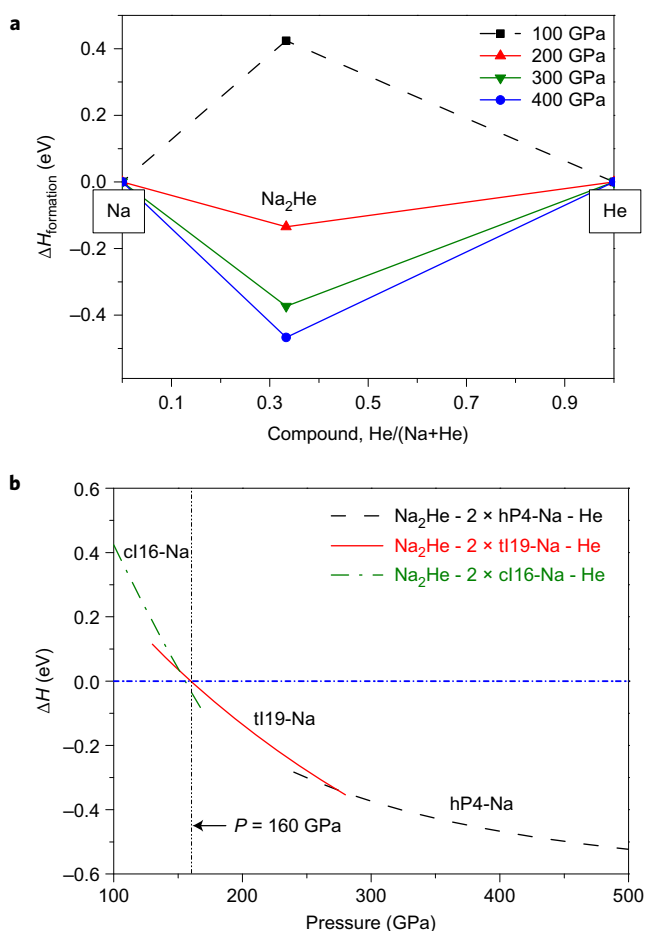 a
0.4
0.2
0.0
–0.2
–0.4
ΔH_formation (eV)
100 GPa
200 GPa
300 GPa
400 GPa
Na
Na₂He
He
0.1 0.3 0.5 0.7 0.9
Compound, He/(Na+He)
b
0.6
0.4
0.2
0.0
–0.2
–0.4
–0.6
ΔH (eV)
Na₂He - 2 × hP4-Na - He
Na₂He - 2 × tI19-Na - He
Na₂He - 2 × cI16-Na - He
cI16-Na
tI19-Na
hP4-Na
P = 160 GPa
100 200 300 400 500
Pressure (GPa)